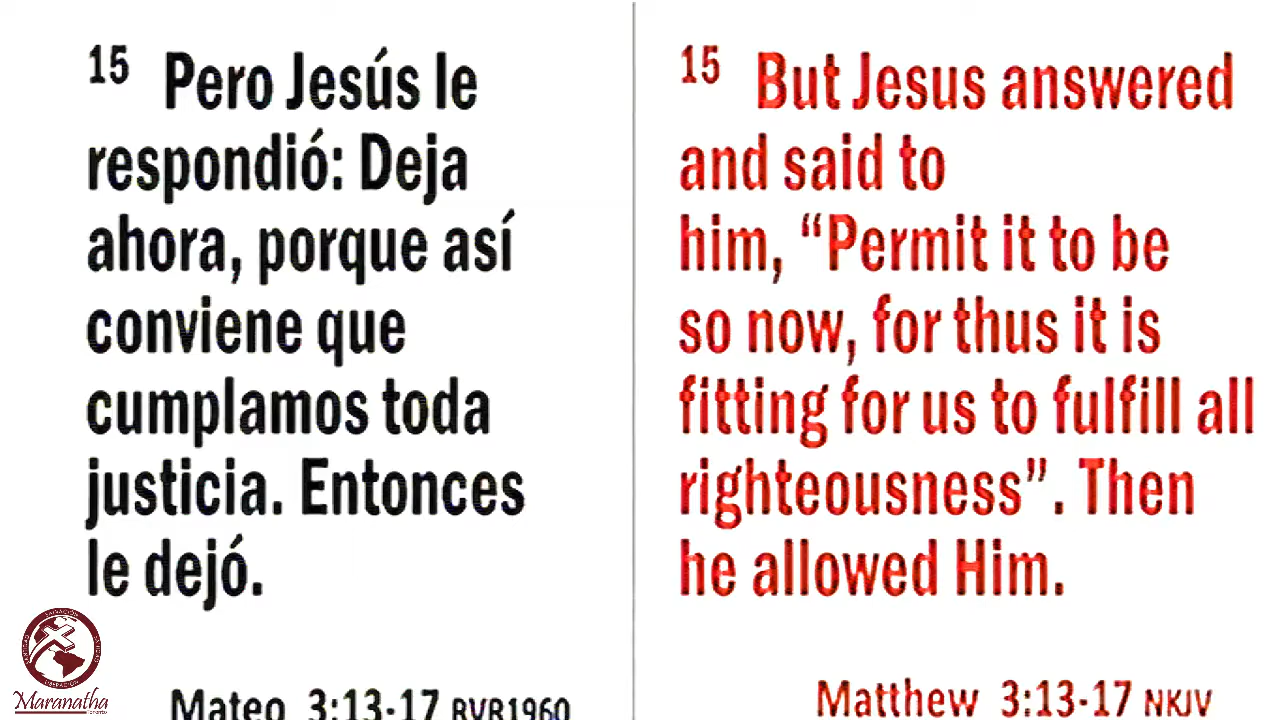 15 Pero Jesús le
respondió: Deja
ahora, porque así
conviene que
cumplamos toda
justicia. Entonces
le dejó.
Mateo 3:13-17 RVR1960
15 But Jesus answered
and said to
him, “Permit it to be
so now, for thus it is
fitting for us to fulfill all
righteousness”. Then
he allowed Him.
Matthew 3:13-17 NKJV
SALVACIÓN
LIBERACIÓN
Maranatha